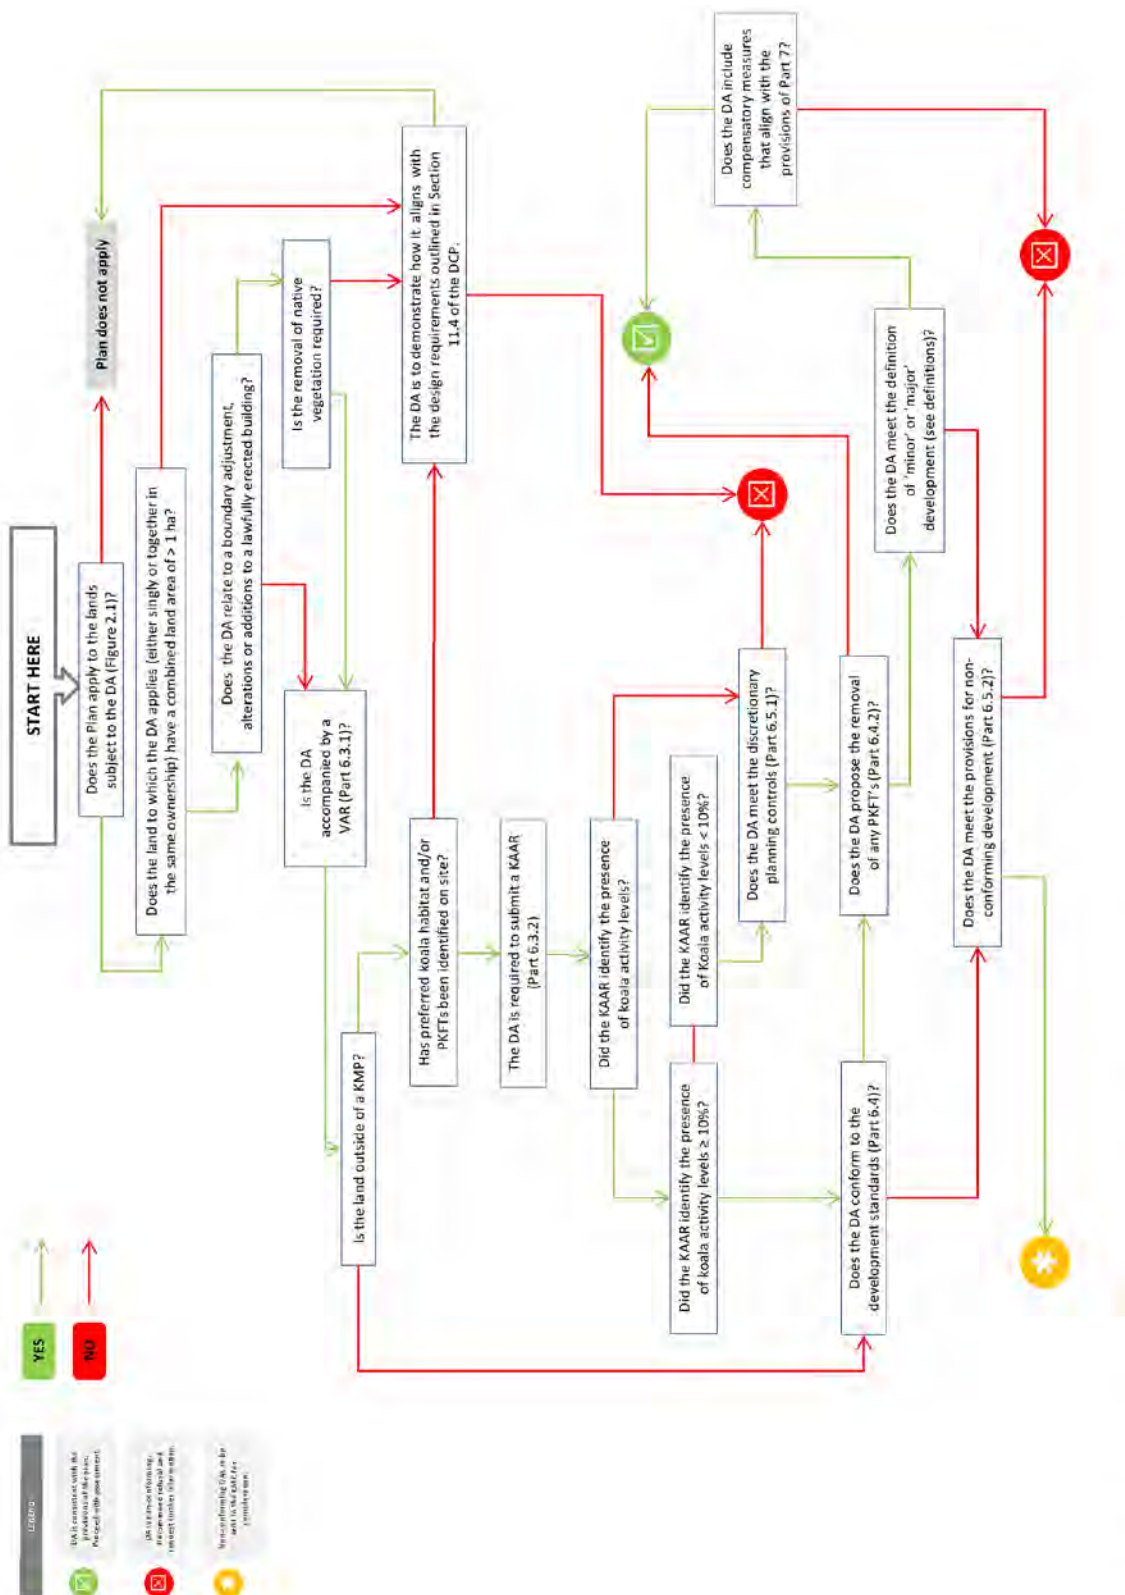 START HERE
Does the Plan apply to the lands
subject to the DA (Figure 2.1)?
Plan does not apply
Does the land to which the DA applies (either singly or together in
the same ownership) have a combined land area of > 1 ha?
Does the DA relate to a boundary adjustment,
alterations or additions to a lawfully erected building?
Is the removal of native
vegetation required?
Is the DA
accompanied by a
VAR (Part 6.3.1)?
The DA is to demonstrate how it aligns with
the design requirements outlined in Section
11.4 of the DCP.
Is the land outside of a KMP?
Has preferred koala habitat and/or
PKFTs been identified on site?
The DA is required to submit a KAAR
(Part 6.3.2)
Did the KAAR identify the presence
of koala activity levels?
Did the KAAR identify the presence
of koala activity levels ≥ 10%?
Did the KAAR identify the presence
of Koala activity levels < 10%?
Does the DA meet the discretionary
planning controls (Part 6.5.1)?
Does the DA conform to the
development standards (Part 6.4)?
Does the DA propose the removal
of any PKFT's (Part 6.4.2)?
Does the DA meet the definition
of 'minor' or 'major'
development (see definitions)?
Does the DA include
compensatory measures
that align with the
provisions of Part 7?
Does the DA meet the provisions for non-
conforming development (Part 6.5.2)?
YES
NO
LEGEND
DA is consistent with the
provisions of the plan.
Proceed with assessment.